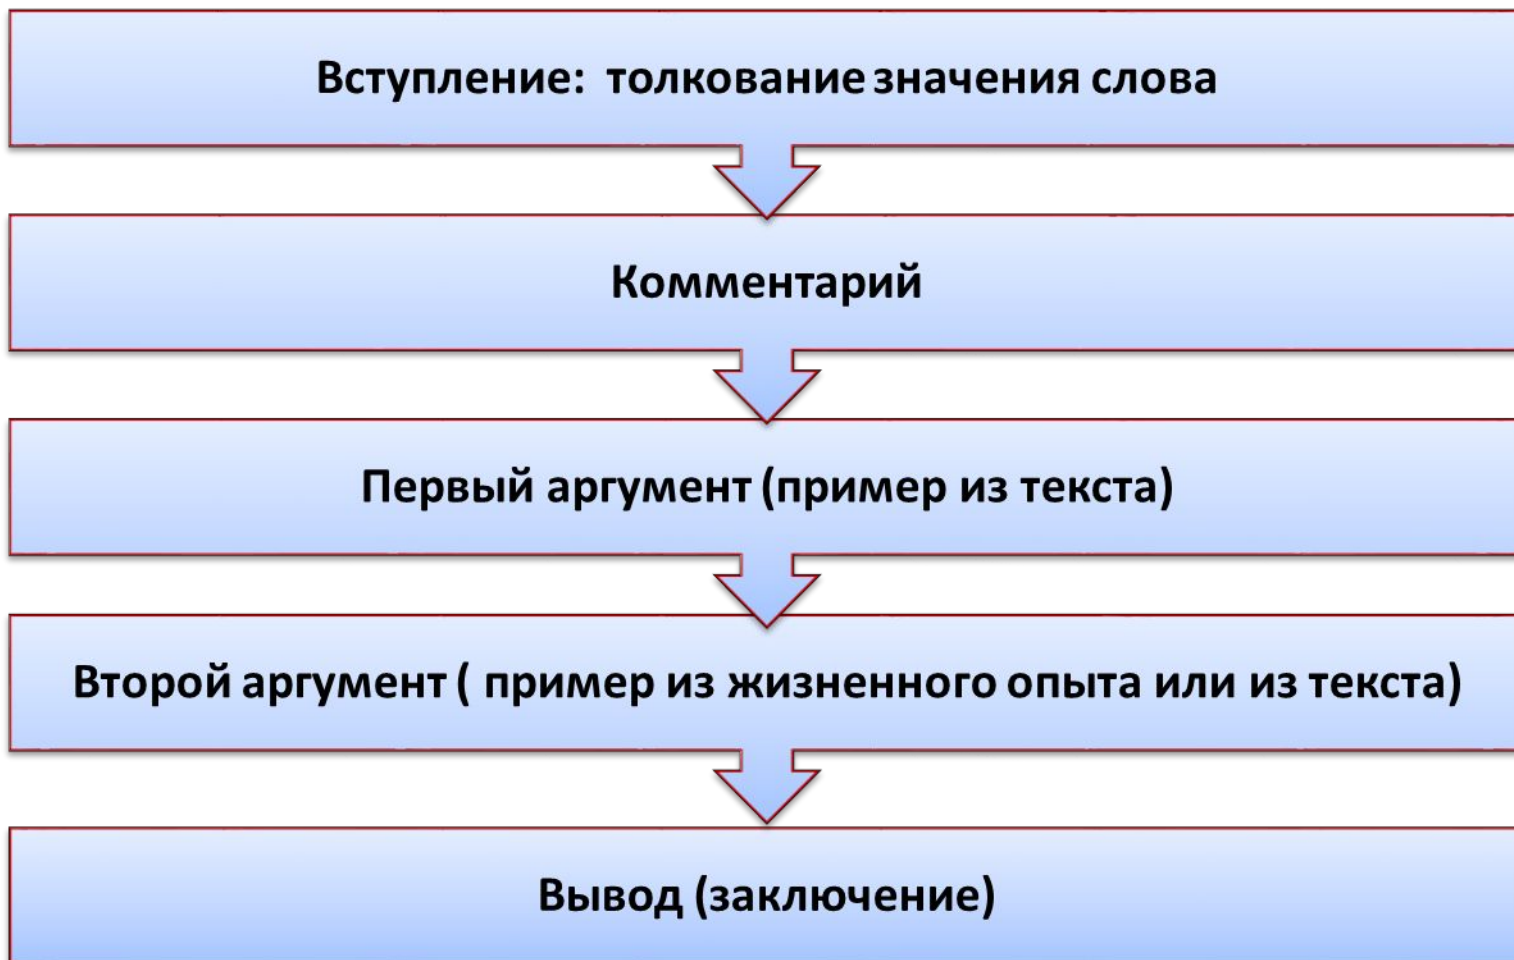 Вступление: толкование значения слова
Комментарий
Первый аргумент (пример из текста)
Второй аргумент ( пример из жизненного опыта или из текста)
Вывод (заключение)